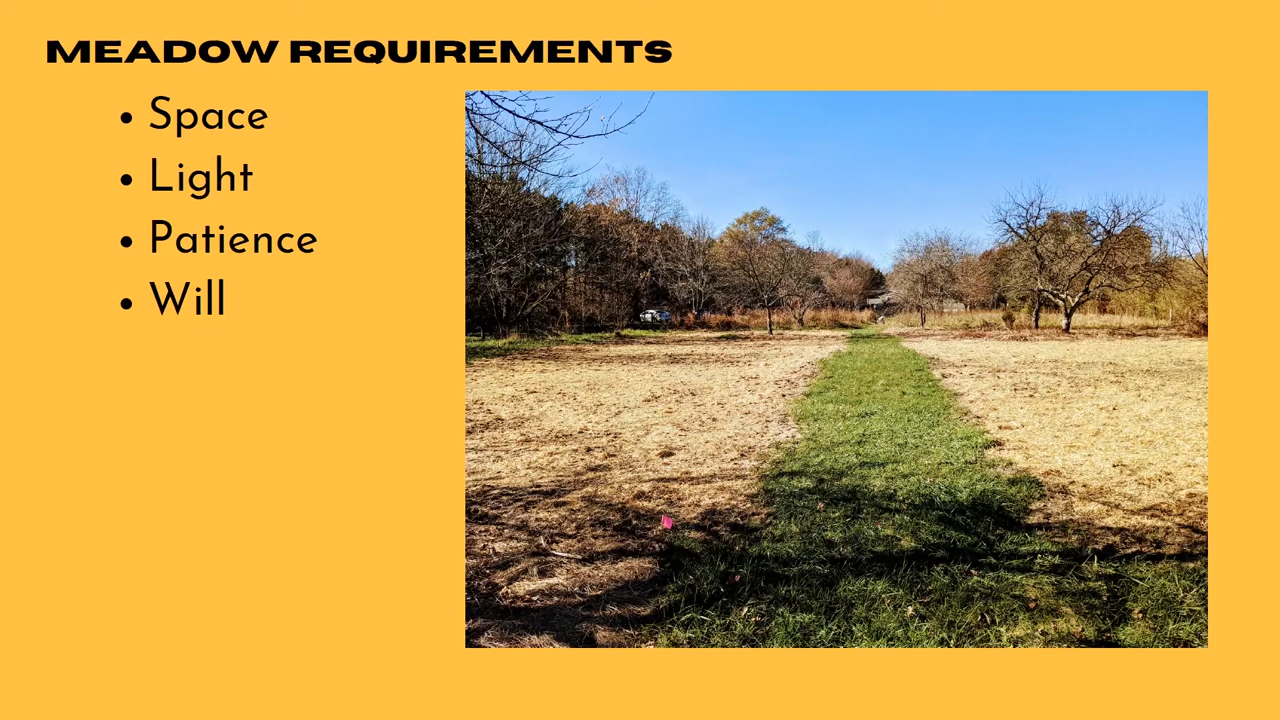 MEADOW REQUIREMENTS
• Space
• Light
• Patience
• Will